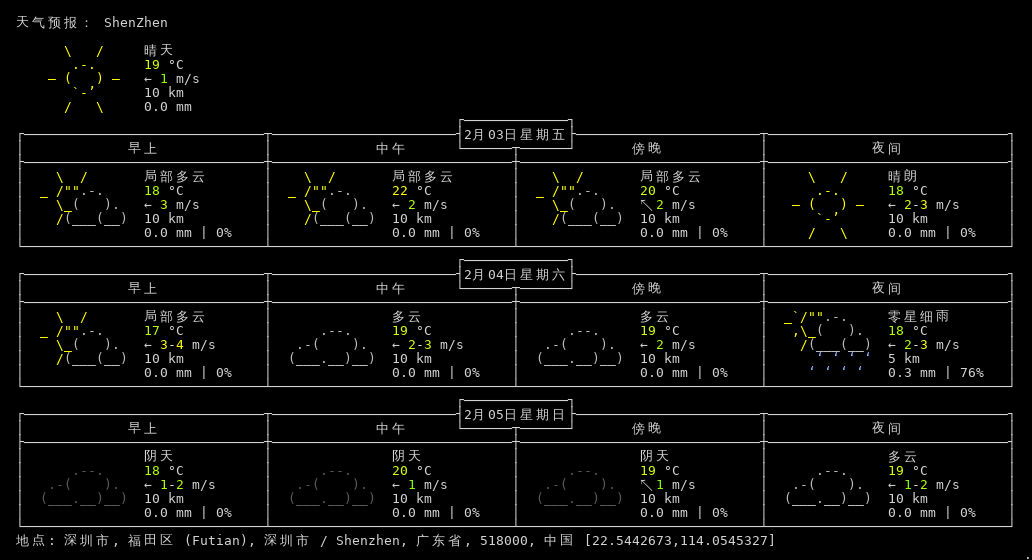 天气预报： ShenZhen
晴天
19 °C
← 1 m/s
10 km
0.0 mm
2月03日星期五
早上 中午 傍晚 夜间
局部多云 局部多云 局部多云 晴朗
18 °C 22 °C 20 °C 18 °C
← 3 m/s ← 2 m/s ↖ 2 m/s ← 2-3 m/s
10 km 10 km 10 km 10 km
0.0 mm | 0% 0.0 mm | 0% 0.0 mm | 0% 0.0 mm | 0%
2月04日星期六
早上 中午 傍晚 夜间
局部多云 多云 多云 零星细雨
17 °C 19 °C 19 °C 18 °C
← 3-4 m/s ← 2-3 m/s ← 2 m/s ← 2-3 m/s
10 km 10 km 10 km 5 km
0.0 mm | 0% 0.0 mm | 0% 0.0 mm | 0% 0.3 mm | 76%
2月05日星期日
早上 中午 傍晚 夜间
阴天 阴天 阴天 多云
18 °C 20 °C 19 °C 19 °C
← 1-2 m/s ← 1 m/s ↖ 1 m/s ← 1-2 m/s
10 km 10 km 10 km 10 km
0.0 mm | 0% 0.0 mm | 0% 0.0 mm | 0% 0.0 mm | 0%
地点: 深圳市, 福田区 (Futian), 深圳市 / Shenzhen, 广东省, 518000, 中国 [22.5442673,114.0545327]